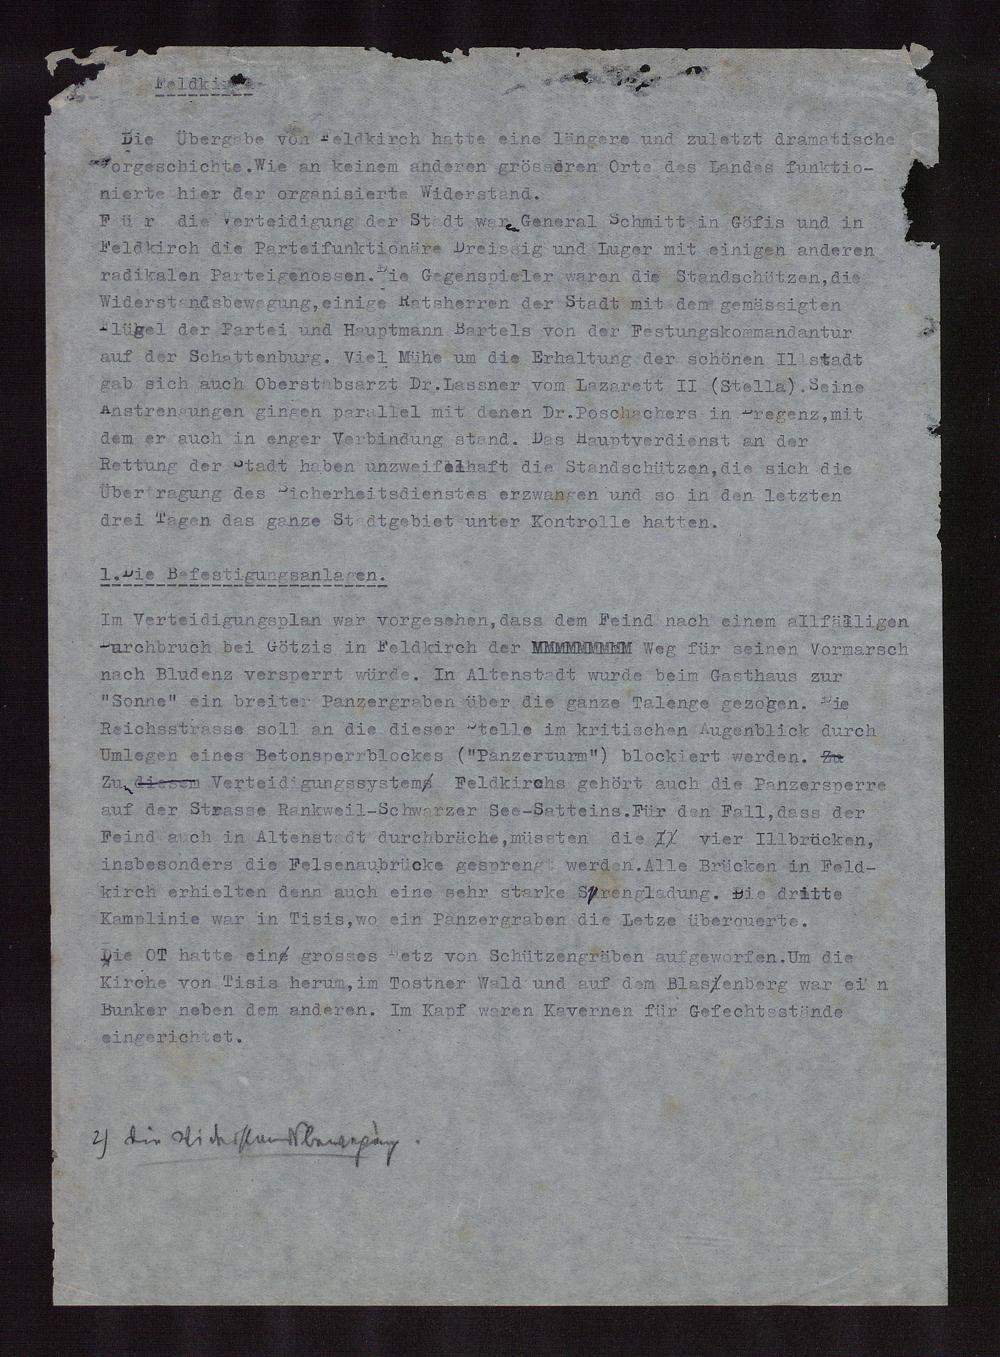 Feldkirch
Die Übergabe von Feldkirch hatte eine längere und zuletzt dramatische
Vorgeschichte.Wie an keinem anderen grösseren Orte des Landes funktio-
nierte hier der organisierte Widerstand.
F ü r die Verteidigung der Stadt war General Schmitt in Göfis und in
Feldkirch die Parteifunktionäre Dreissig und Luger mit einigen anderen
radikalen Parteigenossen.Die Gegenspieler waren die Standschützen,die
Widerstandsbewegung,einige Ratsherren der Stadt mit dem gemässigten
Flügel der Partei und Hauptmann Bartels von der Festungskommandantur
auf der Schattenburg. Viel Mühe um die Erhaltung der schönen Illstadt
gab sich auch Oberstabsarzt Dr.Lassner vom Lazarett II (Stella).Seine
Anstrengungen gingen parallel mit denen Dr.Poschachers in Bregenz,mit
dem er auch in enger Verbindung stand. Das Hauptverdienst an der
Rettung der Stadt haben unzweifelhaft die Standschützen,die sich die
Übertragung des Sicherheitsdienstes erzwangen und so in den letzten
drei Tagen das ganze Stadtgebiet unter Kontrolle hatten.
1.Die Befestigungsanlagen.
Im Verteidigungsplan war vorgesehen,dass dem Feind nach einem allfälligen
Durchbruch bei Götzis in Feldkirch der MMMMMMMMM Weg für seinen Vormarsch
nach Bludenz versperrt würde. In Altenstadt wurde beim Gasthaus zur
"Sonne" ein breiter Panzergraben über die ganze Talenge gezogen. Die
Reichsstrasse soll an die dieser Stelle im kritischen Augenblick durch
Umlegen eines Betonsperrblockes ("Panzerturm") blockiert werden. Zu
Zu diesem Verteidigungssystem Feldkirchs gehört auch die Panzersperre
auf der Strasse Rankweil-Schwarzer See-Satteins.Für den Fall,dass der
Feind auch in Altenstadt durchbräche,müssten die vier Illbröcken,
insbesonders die Felsenaubrücke gesprengt werden.Alle Brücken in Feld-
kirch erhielten denn auch eine sehr starke Sprengladung. Die dritte
Kamplinie war in Tisis,wo ein Panzergraben die Letze überquerte.
Die OT hatte ein grosses Netz von Schützengräben aufgeworfen.Um die
Kirche von Tisis herum,im Tostner Wald und auf dem Blasenberg war ei n
Bunker neben dem anderen. Im Kapf waren Kavernen für Gefechtsstände
eingerichtet.
2) die Widerstandsbewegung.